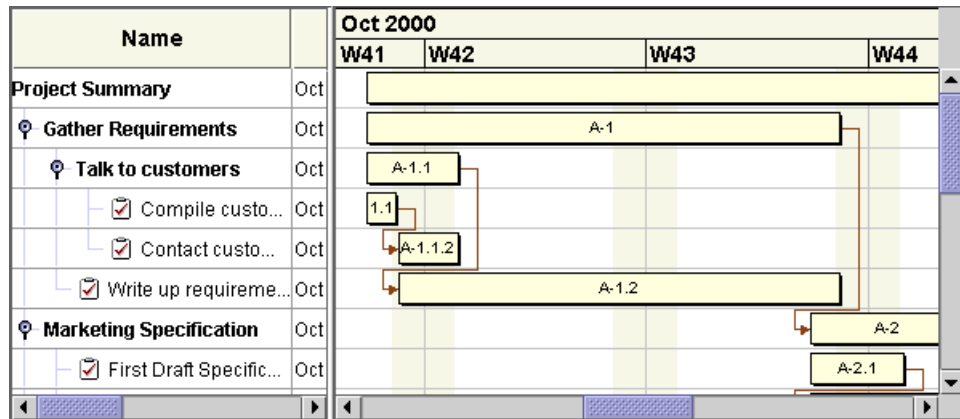 Name
Oct 2000
W41 W42 W43 W44
Project Summary Oct
Gather Requirements Oct A-1
Talk to customers Oct A-1.1
Compile custo... Oct 1.1
Contact custo... Oct A-1.1.2
Write up requireme... Oct A-1.2
Marketing Specification Oct A-2
First Draft Specific... Oct A-2.1